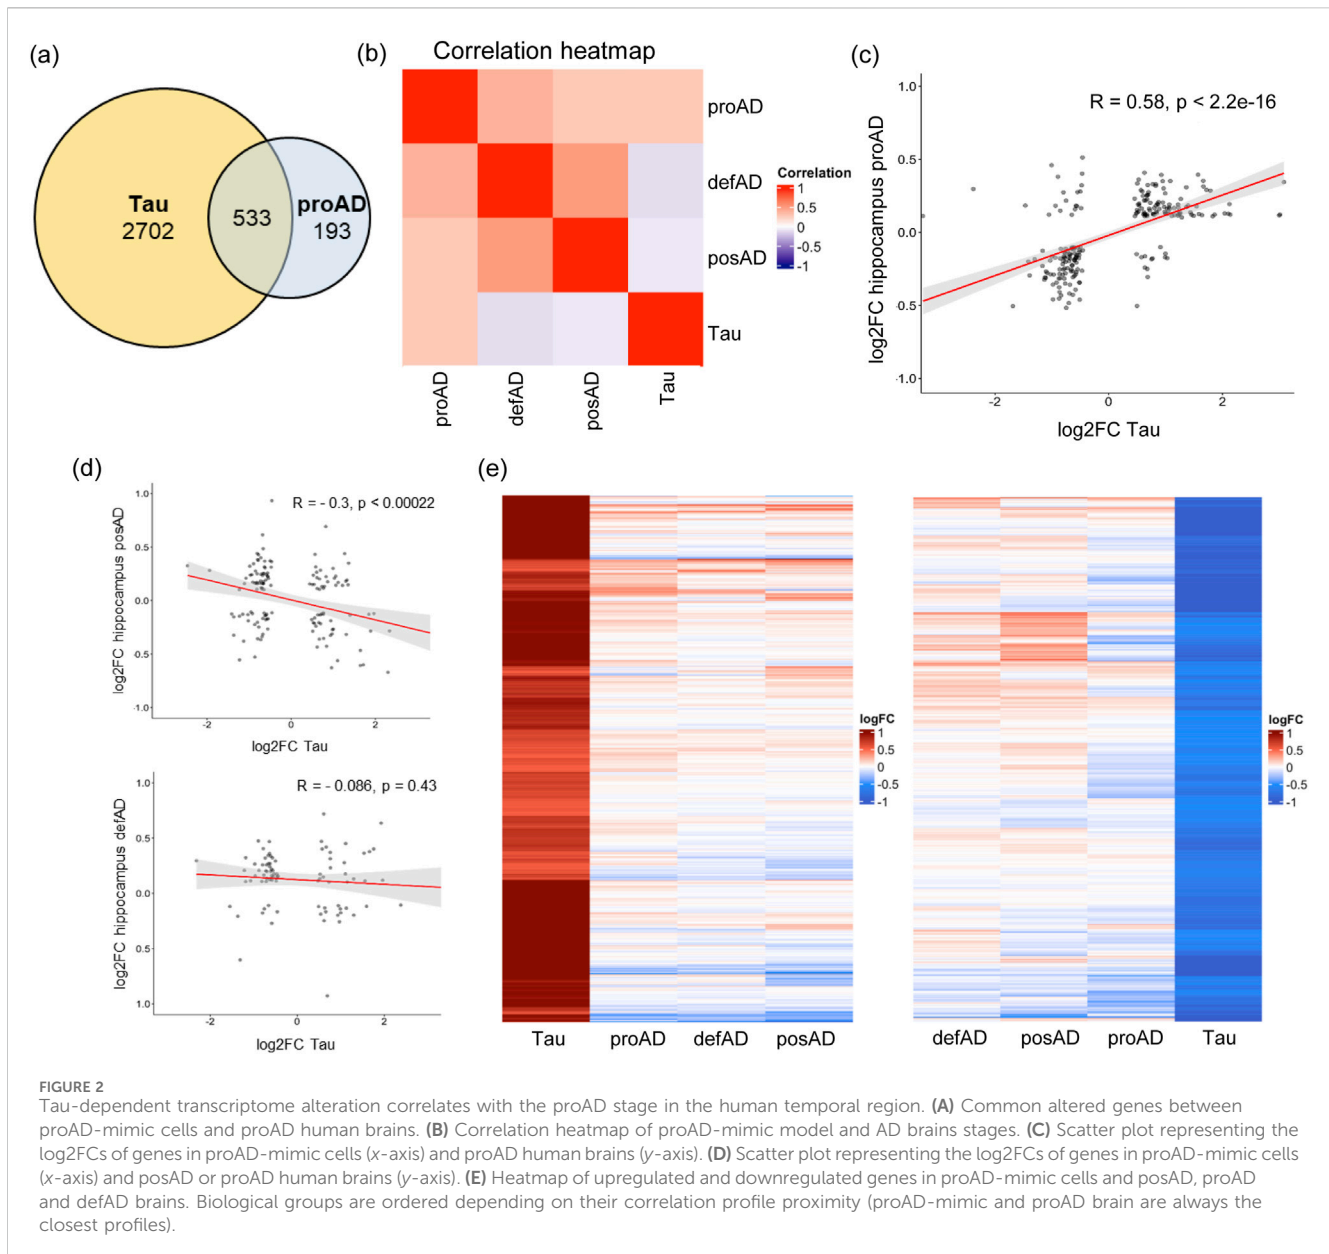 (a)
Tau
2702
533
proAD
193
(b)
Correlation heatmap
proAD
defAD
posAD
Tau
proAD
defAD
posAD
Tau
Correlation
1
0.5
0
-0.5
-1
(c)
R = 0.58, p < 2.2e-16
1.0
0.5
0.0
-0.5
-1.0
-2
0
2
log2FC hippocampus proAD
log2FC Tau
(d)
R = - 0.3, p < 0.00022
1.0
0.5
0.0
-0.5
-1.0
-2
0
2
log2FC hippocampus posAD
log2FC Tau
R = - 0.086, p = 0.43
1.0
0.5
0.0
0.5
1.0
-2
0
2
log2FC hippocampus defAD
log2FC Tau
(e)
Tau proAD defAD posAD
logFC
1
0.5
0
-0.5
-1
defAD posAD proAD Tau
logFC
1
0.5
0
-0.5
-1
FIGURE 2
Tau-dependent transcriptome alteration correlates with the proAD stage in the human temporal region. (A) Common altered genes between
proAD-mimic cells and proAD human brains. (B) Correlation heatmap of proAD-mimic model and AD brains stages. (C) Scatter plot representing the
log2FCs of genes in proAD-mimic cells (x-axis) and proAD human brains (y-axis). (D) Scatter plot representing the log2FCs of genes in proAD-mimic cells
(x-axis) and posAD or proAD human brains (y-axis). (E) Heatmap of upregulated and downregulated genes in proAD-mimic cells and posAD, proAD
and defAD brains. Biological groups are ordered depending on their correlation profile proximity (proAD-mimic and proAD brain are always the
closest profiles).